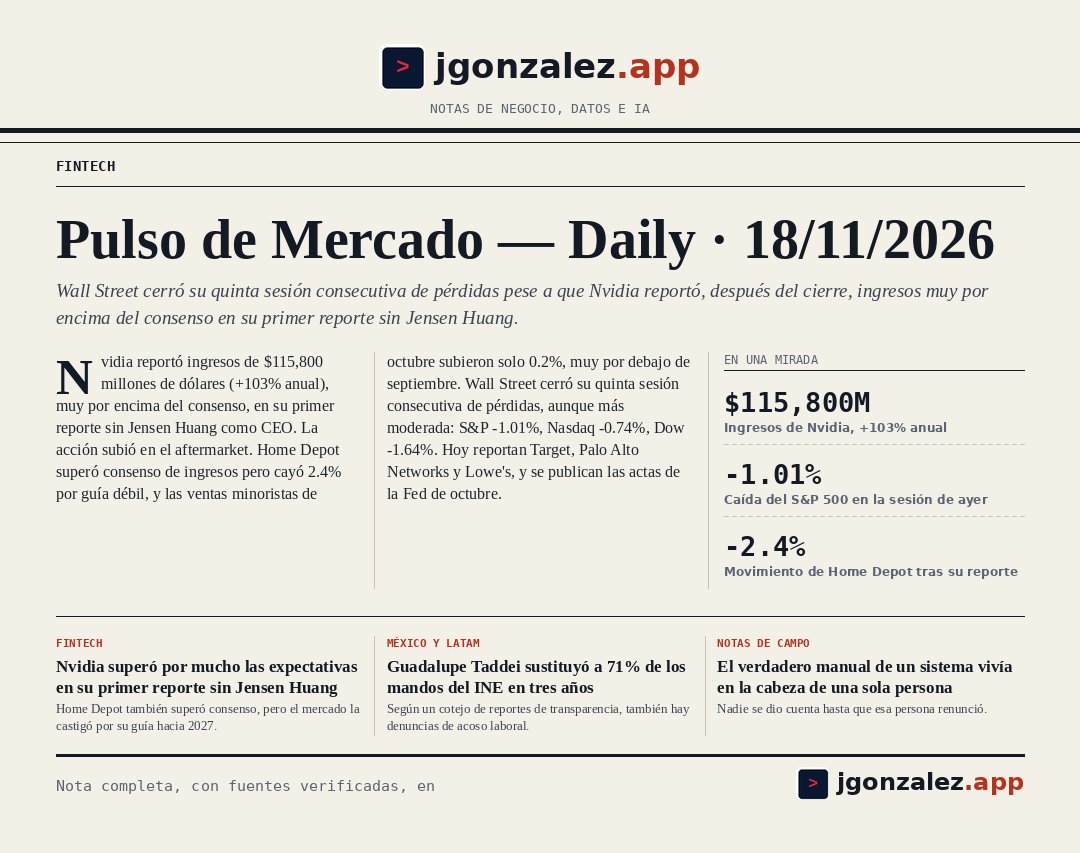 > jgonzalez.app
NOTAS DE NEGOCIO, DATOS E IA
FINTECH
Pulso de Mercado — Daily · 18/11/2026
Wall Street cerró su quinta sesión consecutiva de pérdidas pese a que Nvidia reportó, después del cierre, ingresos muy por
encima del consenso en su primer reporte sin Jensen Huang.
Nvidia reportó ingresos de $115,800
millones de dólares (+103% anual),
muy por encima del consenso, en su primer
reporte sin Jensen Huang como CEO. La
acción subió en el aftermarket. Home Depot
superó consenso de ingresos pero cayó 2.4%
por guía débil, y las ventas minoristas de
octubre subieron solo 0.2%, muy por debajo de
septiembre. Wall Street cerró su quinta sesión
consecutiva de pérdidas, aunque más
moderada: S&P -1.01%, Nasdaq -0.74%, Dow
-1.64%. Hoy reportan Target, Palo Alto
Networks y Lowe's, y se publican las actas de
la Fed de octubre.
EN UNA MIRADA
$115,800M
Ingresos de Nvidia, +103% anual
-1.01%
Caída del S&P 500 en la sesión de ayer
-2.4%
Movimiento de Home Depot tras su reporte
FINTECH
Nvidia superó por mucho las expectativas
en su primer reporte sin Jensen Huang
Home Depot también superó consenso, pero el mercado la
castigó por su guía hacia 2027.
MÉXICO Y LATAM
Guadalupe Taddei sustituyó a 71% de los
mandos del INE en tres años
Según un cotejo de reportes de transparencia, también hay
denuncias de acoso laboral.
NOTAS DE CAMPO
El verdadero manual de un sistema vivía
en la cabeza de una sola persona
Nadie se dio cuenta hasta que esa persona renunció.
Nota completa, con fuentes verificadas, en
> jgonzalez.app